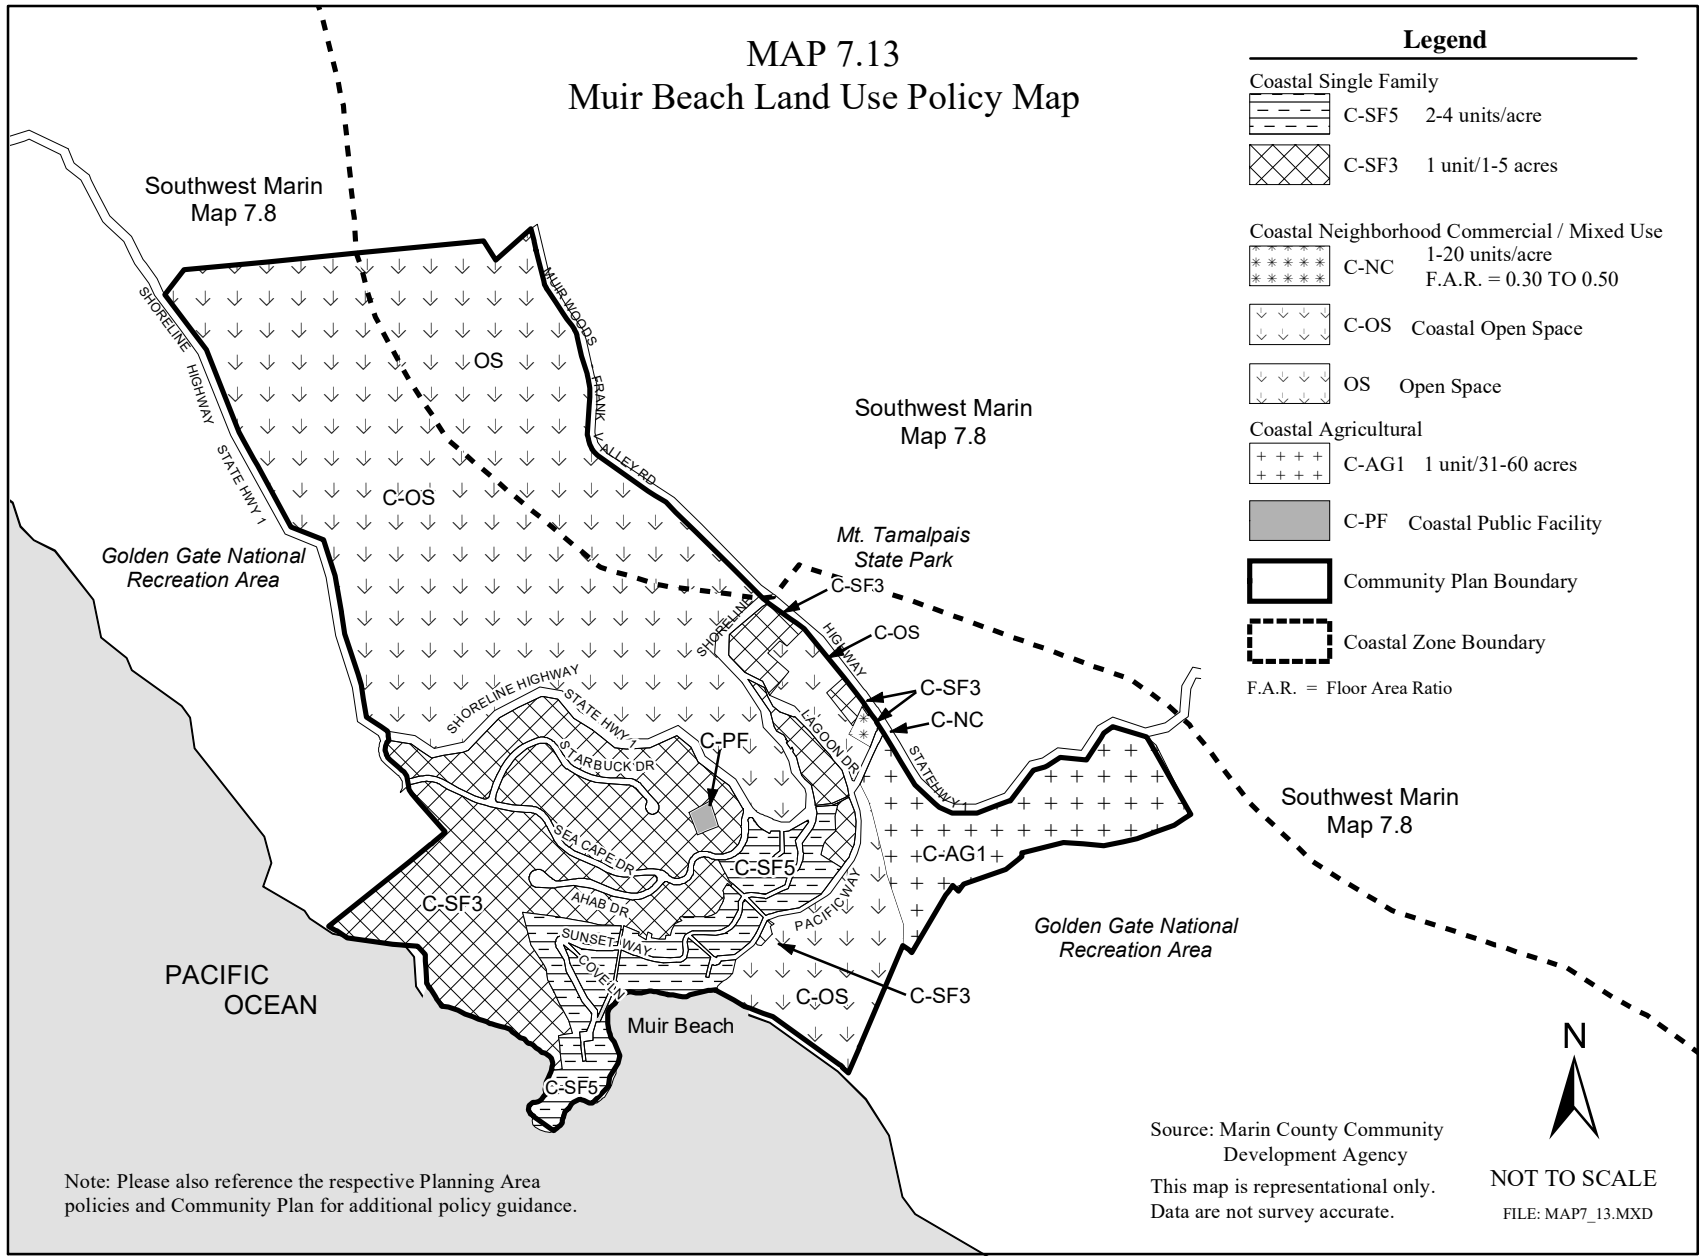 MAP 7.13
Muir Beach Land Use Policy Map
Legend
Coastal Single Family
C-SF5 2-4 units/acre
C-SF3 1 unit/1-5 acres
Coastal Neighborhood Commercial / Mixed Use
1-20 units/acre
C-NC
F.A.R. = 0.30 TO 0.50
C-OS Coastal Open Space
OS Open Space
Coastal Agricultural
C-AG1 1 unit/31-60 acres
C-PF Coastal Public Facility
Community Plan Boundary
Coastal Zone Boundary
F.A.R. = Floor Area Ratio
Southwest Marin
Map 7.8
SHORELINE
HIGHWAY
STATE HWY 1
MUIR WOODS
FRANK VALLEY RD
OS
C-OS
Southwest Marin
Map 7.8
Golden Gate National
Recreation Area
Mt. Tamalpais
State Park
C-SF3
SHORELINE
HIGHWAY
C-OS
C-SF3
C-NC
STATE HWY 1
SHORELINE HIGHWAY
STATE HWY 1
C-PF
LAGOON DR
STARBUCK DR
SEA CAPE DR
AHAB DR
C-SF5
C-SF3
PACIFIC WAY
SUNSET WAY
COVE LN
C-AG1
Southwest Marin
Map 7.8
Golden Gate National
Recreation Area
C-OS
C-SF3
PACIFIC
OCEAN
Muir Beach
C-SF5
N
NOT TO SCALE
FILE: MAP7_13.MXD
Source: Marin County Community
Development Agency
This map is representational only.
Data are not survey accurate.
Note: Please also reference the respective Planning Area
policies and Community Plan for additional policy guidance.